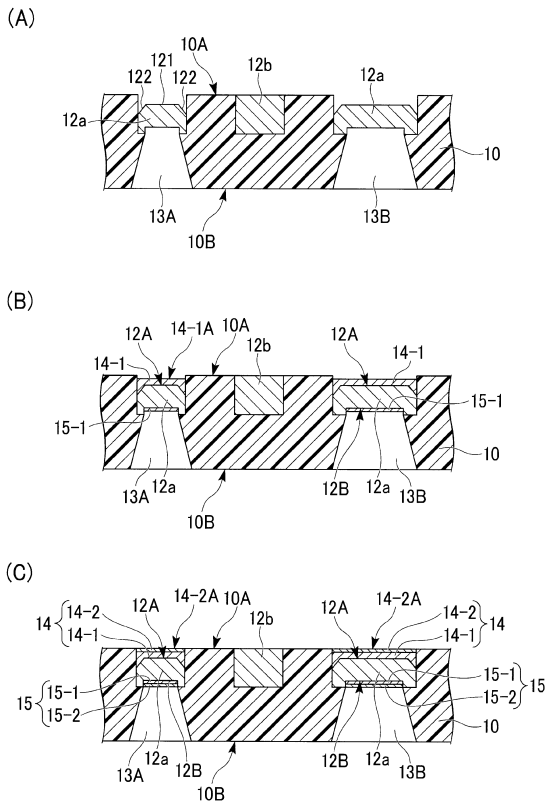 (A)
122 121 122 10A 12b 12a
12a
10
13A 13B
10B
(B)
12A 14-1A 10A 12b 12A 14-1
14-1
15-1 15-1
10
13A 12a 12B 12a 13B
10B
(C)
12A 14-2A 10A 12b 14-2A
14 { 14-2 12A 14-2 } 14
14-1 14-1
15 { 15-1 15-1 } 15
15-2 15-2
10
13A 12a 12B 12B 12a 13B
10B